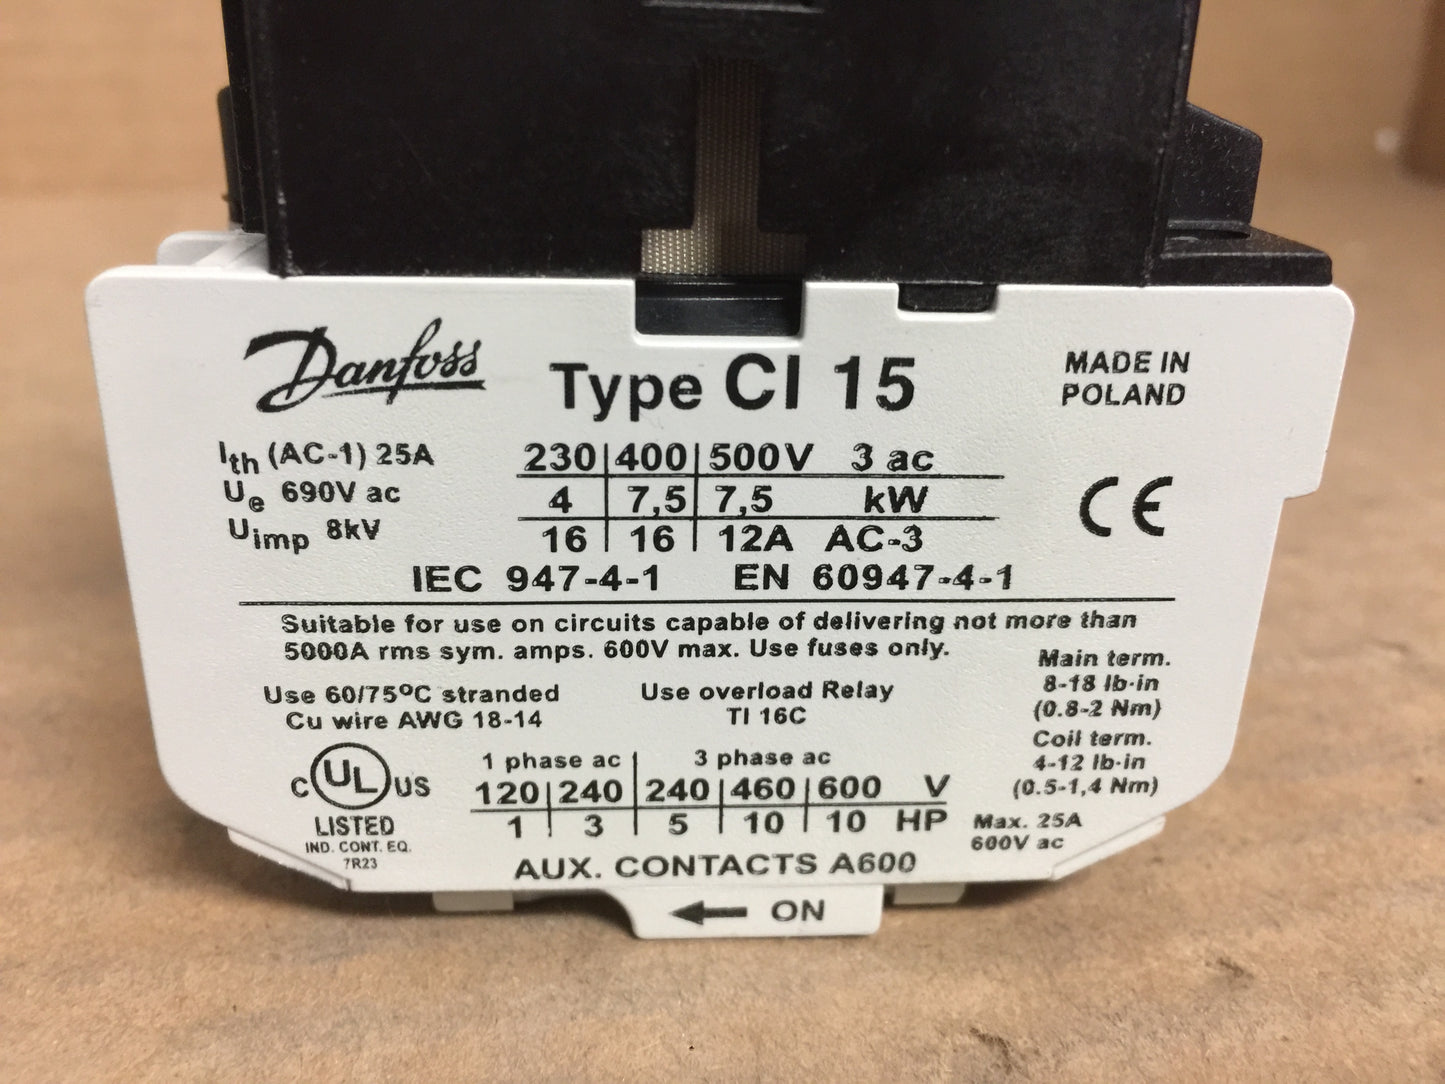 Danfoss Type CI 15 MADE IN
POLAND
Ith (AC-1) 25A
Ue 690V ac
Uimp 8kV
230 400 500V 3 ac
4 7,5 7,5 kW
16 16 12A AC-3
CE
IEC 947-4-1 EN 60947-4-1
Suitable for use on circuits capable of delivering not more than
5000A rms sym. amps. 600V max. Use fuses only.
Use 60/75°C stranded
Cu wire AWG 18-14
Use overload Relay
TI 16C
Main term.
8-18 lb-in
(0.8-2 Nm)
Coil term.
4-12 lb-in
(0.5-1,4 Nm)
C UL US
LISTED
IND. CONT. EQ.
7R23
1 phase ac 3 phase ac
120 240 240 460 600 V
1 3 5 10 10 HP
Max. 25A
600V ac
AUX. CONTACTS A600
← ON